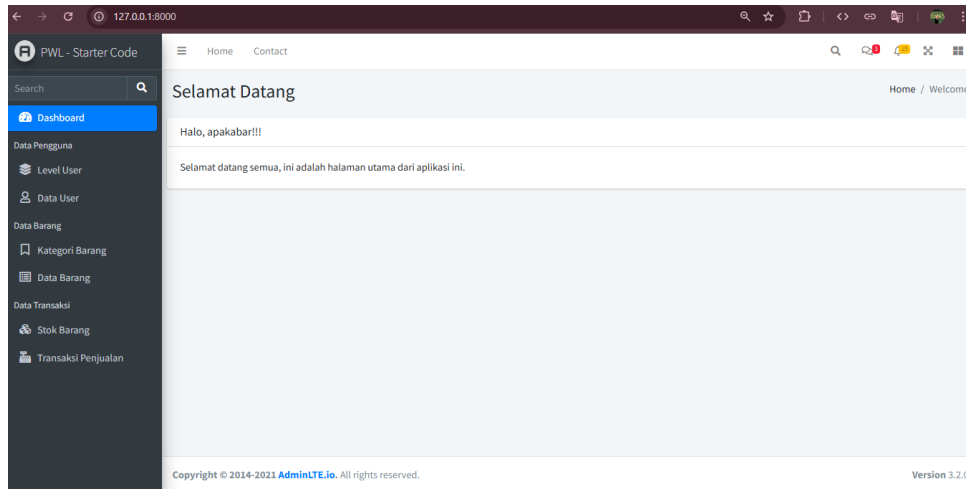 127.0.0.1:8000
PWL - Starter Code
Home Contact
3 15
Search
Selamat Datang
Home / Welcome
Dashboard
Halo, apakabar!!!
Data Pengguna
Selamat datang semua, ini adalah halaman utama dari aplikasi ini.
Level User
Data User
Data Barang
Kategori Barang
Data Barang
Data Transaksi
Stok Barang
Transaksi Penjualan
Copyright © 2014-2021 AdminLTE.io. All rights reserved.
Version 3.2.0